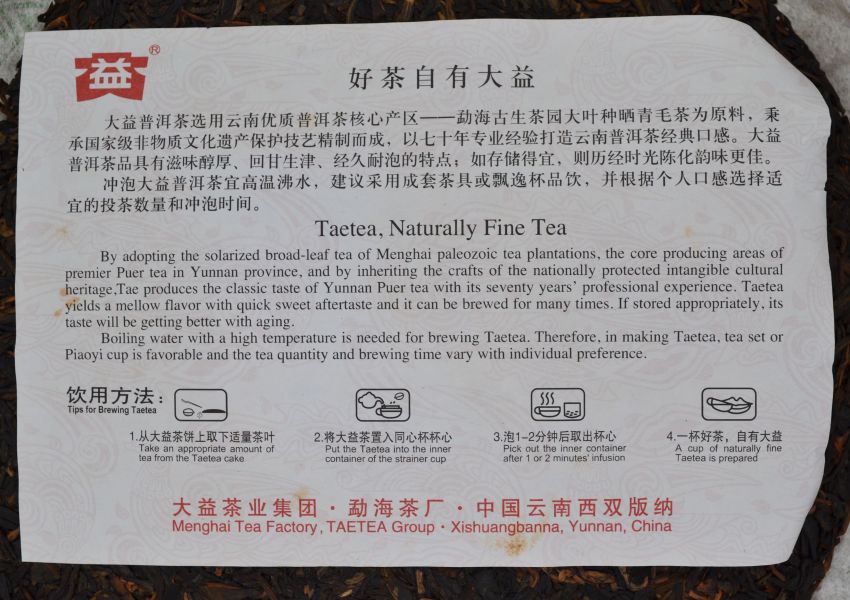 益®
好茶自有大益
大益普洱茶选用云南优质普洱茶核心产区——勐海古生茶园大叶种晒青毛茶为原料，秉
承国家级非物质文化遗产保护技艺精制而成，以七十年专业经验打造云南普洱茶经典口感。大益
普洱茶品具有滋味醇厚、回甘生津、经久耐泡的特点；如存储得宜，则历经时光陈化韵味更佳。
冲泡大益普洱茶宜高温沸水，建议采用成套茶具或飘逸杯品饮，并根据个人口感选择适
宜的投茶数量和冲泡时间。
Taetea, Naturally Fine Tea
By adopting the solarized broad-leaf tea of Menghai paleozoic tea plantations, the core producing areas of
premier Puer tea in Yunnan province, and by inheriting the crafts of the nationally protected intangible cultural
heritage,Tae produces the classic taste of Yunnan Puer tea with its seventy years' professional experience. Taetea
yields a mellow flavor with quick sweet aftertaste and it can be brewed for many times. If stored appropriately, its
taste will be getting better with aging.
Boiling water with a high temperature is needed for brewing Taetea. Therefore, in making Taetea, tea set or
Piaoyi cup is favorable and the tea quantity and brewing time vary with individual preference.
饮用方法：
Tips for Brewing Taetea
1.从大益茶饼上取下适量茶叶
Take an appropriate amount of
tea from the Taetea cake
2.将大益茶置入同心杯杯心
Put the Taetea into the inner
container of the strainer cup
3.泡1–2分钟后取出杯心
Pick out the inner container
after 1 or 2 minutes' infusion
4.一杯好茶，自有大益
A cup of naturally fine
Taetea is prepared
大益茶业集团·勐海茶厂·中国云南西双版纳
Menghai Tea Factory, TAETEA Group · Xishuangbanna, Yunnan, China